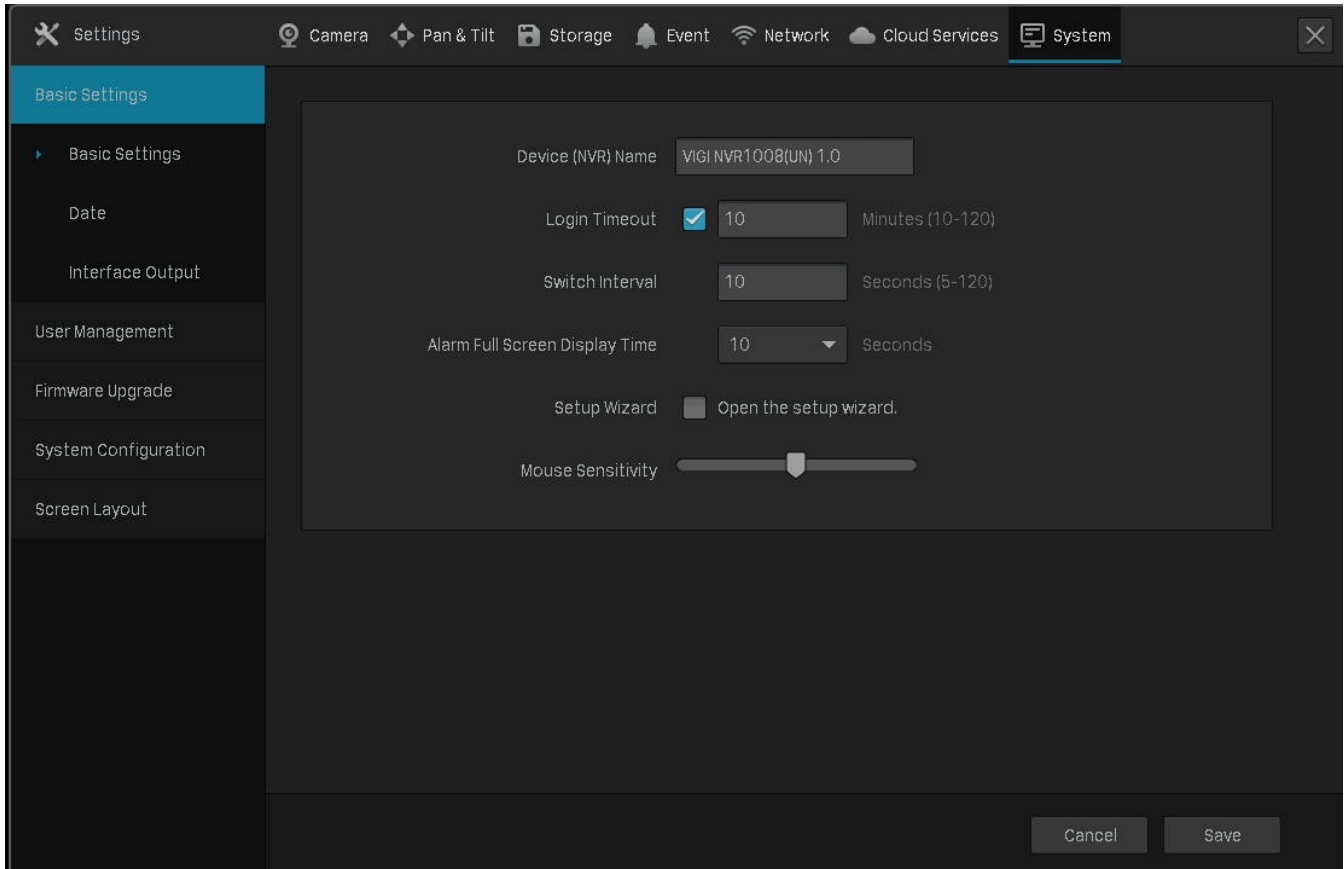 Settings
Camera Pan & Tilt Storage Event Network Cloud Services System
Basic Settings
Basic Settings
Date
Interface Output
User Management
Firmware Upgrade
System Configuration
Screen Layout
Device (NVR) Name VIGI NVR1008(UN) 1.0
Login Timeout 10 Minutes (10-120)
Switch Interval 10 Seconds (5-120)
Alarm Full Screen Display Time 10 Seconds
Setup Wizard Open the setup wizard.
Mouse Sensitivity
Cancel Save